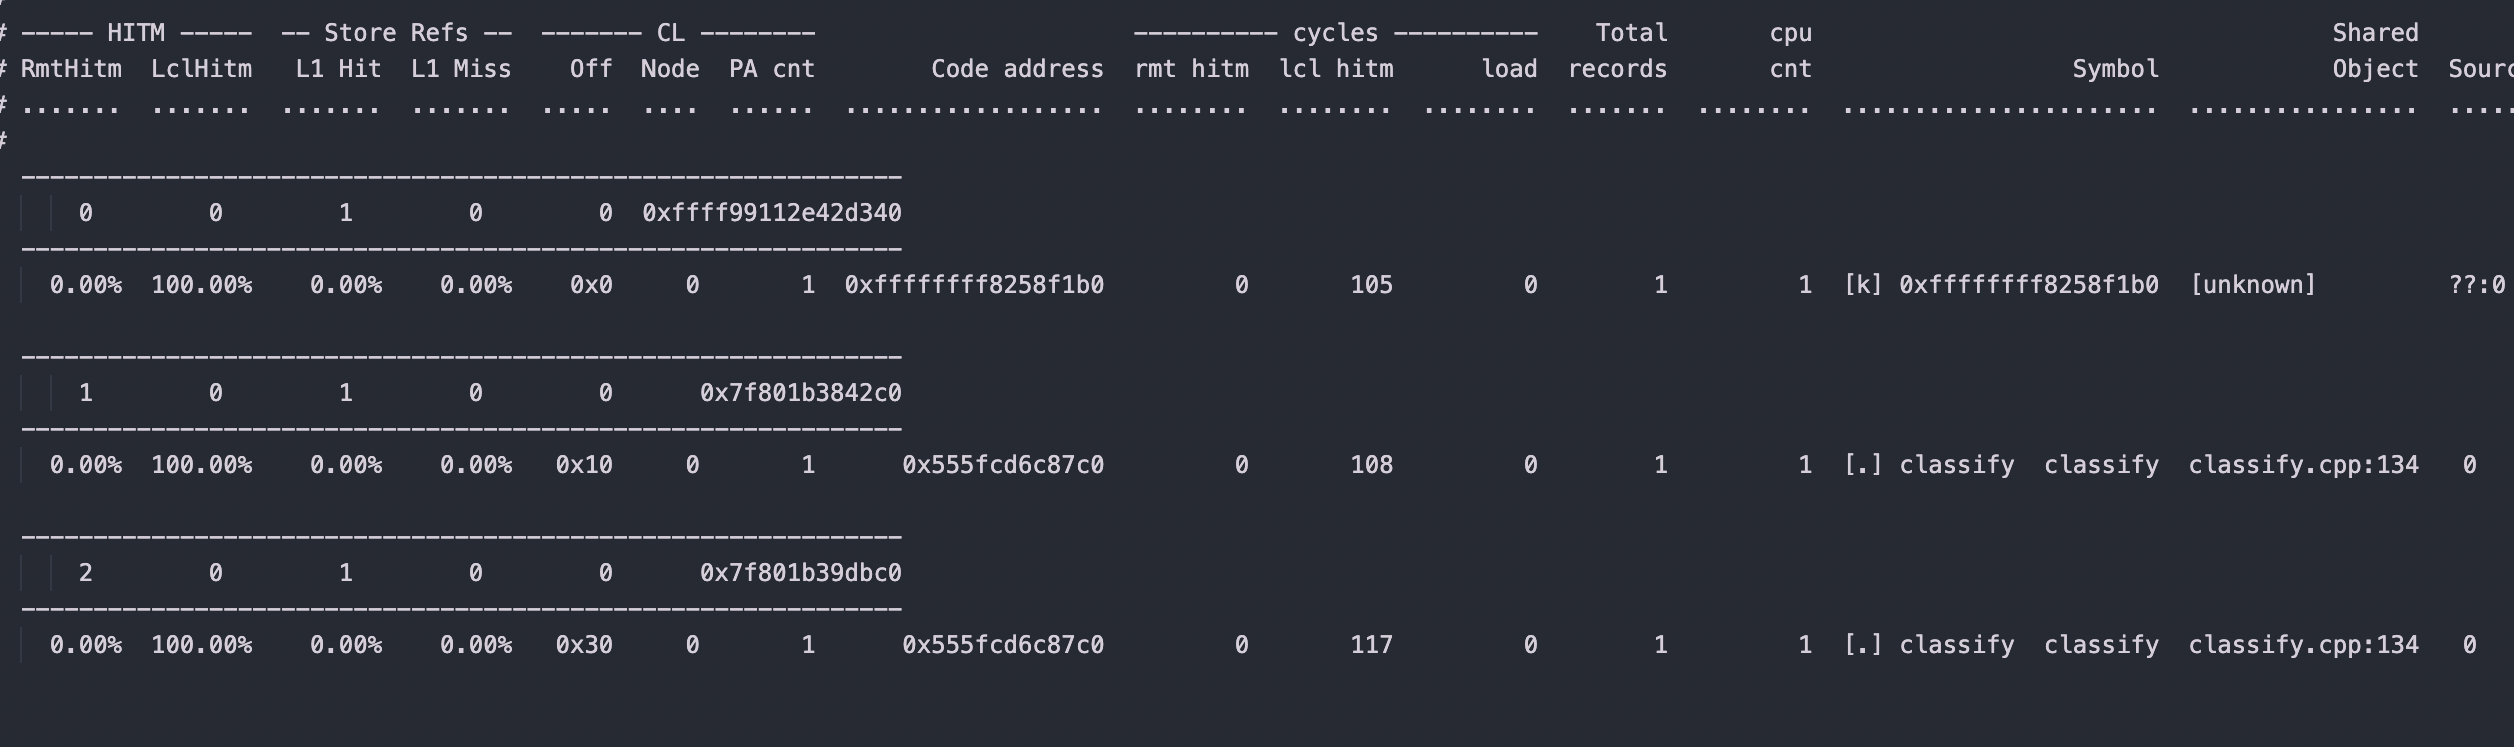 # ----- HITM -----  -- Store Refs --  ------- CL --------                      ---------- cycles ----------    Total       cpu                                    Shared
# RmtHitm  LclHitm   L1 Hit  L1 Miss    Off  Node  PA cnt        Code address  rmt hitm  lcl hitm      load  records       cnt                  Symbol            Object  Sourc
# .......  .......  .......  .......  .....  ....  ......  ..................  ........  ........  ........  .......  ........  ......................  ................  .....
#
-------------------------------------------------------------
0        0        1        0        0  0xffff99112e42d340
-------------------------------------------------------------
0.00%  100.00%    0.00%    0.00%    0x0     0       1  0xffffffff8258f1b0         0       105         0        1         1  [k] 0xffffffff8258f1b0  [unknown]         ??:0
-------------------------------------------------------------
1        0        1        0        0      0x7f801b3842c0
-------------------------------------------------------------
0.00%  100.00%    0.00%    0.00%   0x10     0       1      0x555fcd6c87c0         0       108         0        1         1  [.] classify  classify  classify.cpp:134   0
-------------------------------------------------------------
2        0        1        0        0      0x7f801b39dbc0
-------------------------------------------------------------
0.00%  100.00%    0.00%    0.00%   0x30     0       1      0x555fcd6c87c0         0       117         0        1         1  [.] classify  classify  classify.cpp:134   0